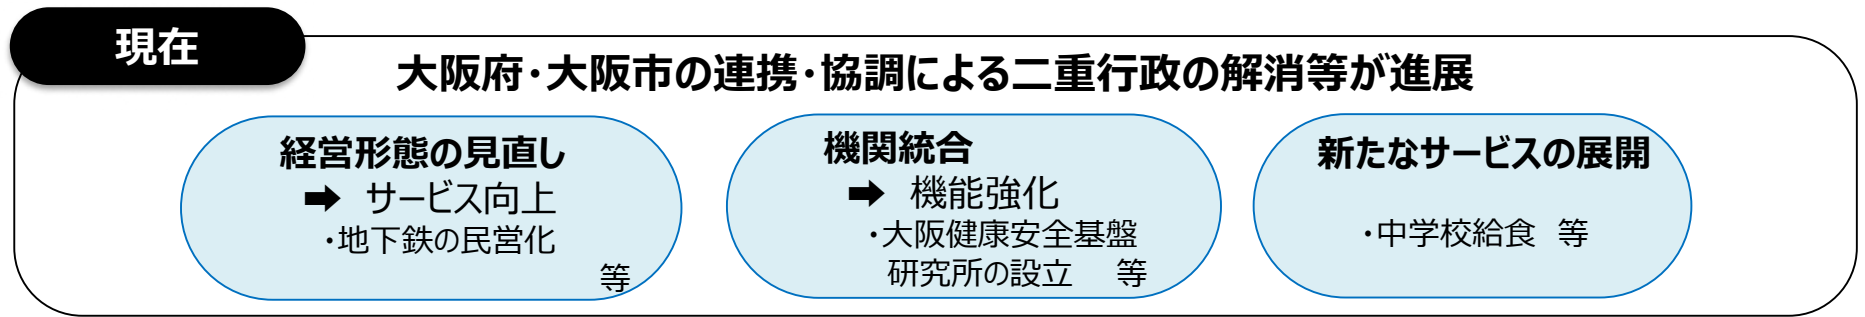 現在
大阪府・大阪市の連携・協調による二重行政の解消等が進展
経営形態の見直し
➡ サービス向上
・地下鉄の民営化
等
機関統合
➡ 機能強化
・大阪健康安全基盤
研究所の設立 等
新たなサービスの展開
・中学校給食 等